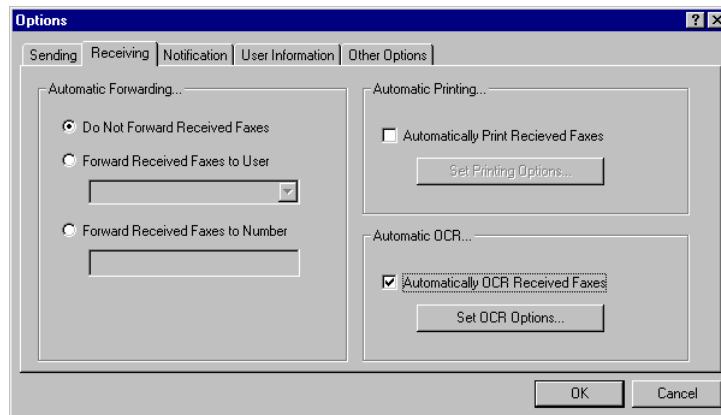 Options
Sending
Receiving
Notification
User Information
Other Options
Automatic Forwarding...
Do Not Forward Received Faxes
Forward Received Faxes to User
Forward Received Faxes to Number
Automatic Printing...
Automatically Print Recieved Faxes
Set Printing Options...
Automatic OCR...
Automatically OCR Received Faxes
Set OCR Options...
OK
Cancel